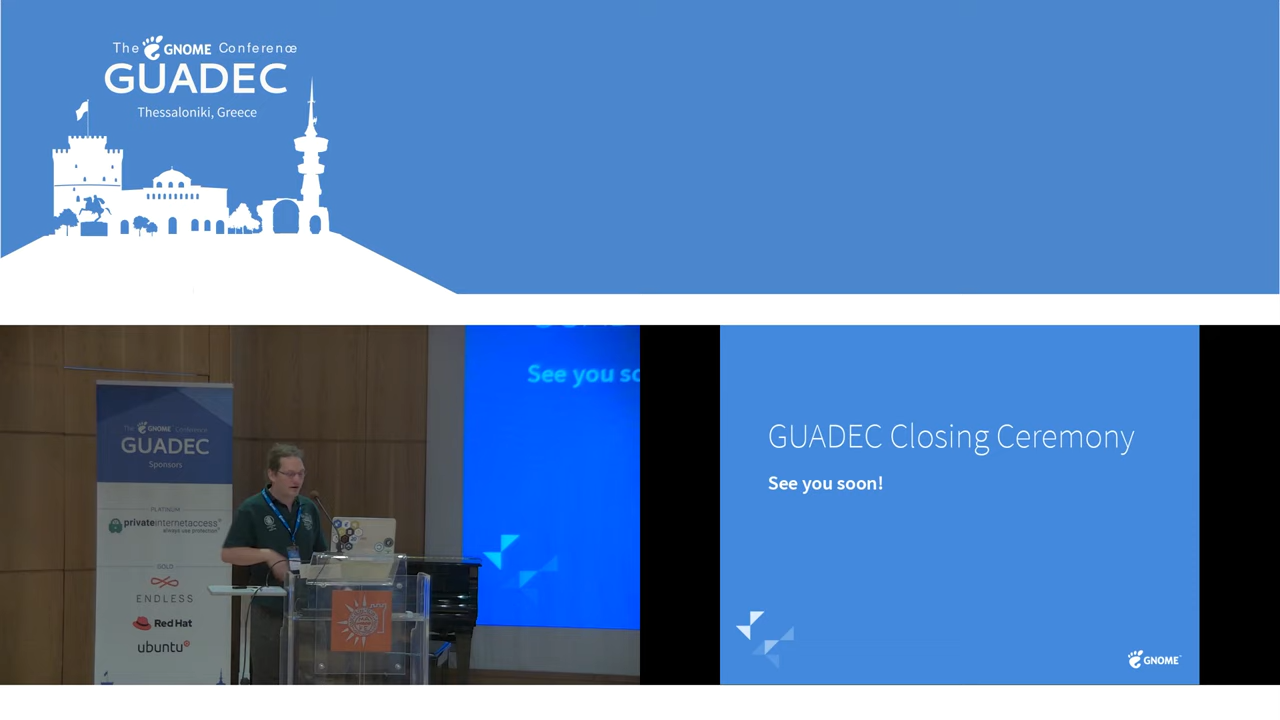 The GNOME Conference
GUADEC
Thessaloniki, Greece
The GNOME Conference
GUADEC
Sponsors
PLATINUM
privateinternetaccess®
always use protection®
GOLD
ENDLESS
Red Hat
ubuntu®
See you so
GUADEC Closing Ceremony
See you soon!
GNOME™